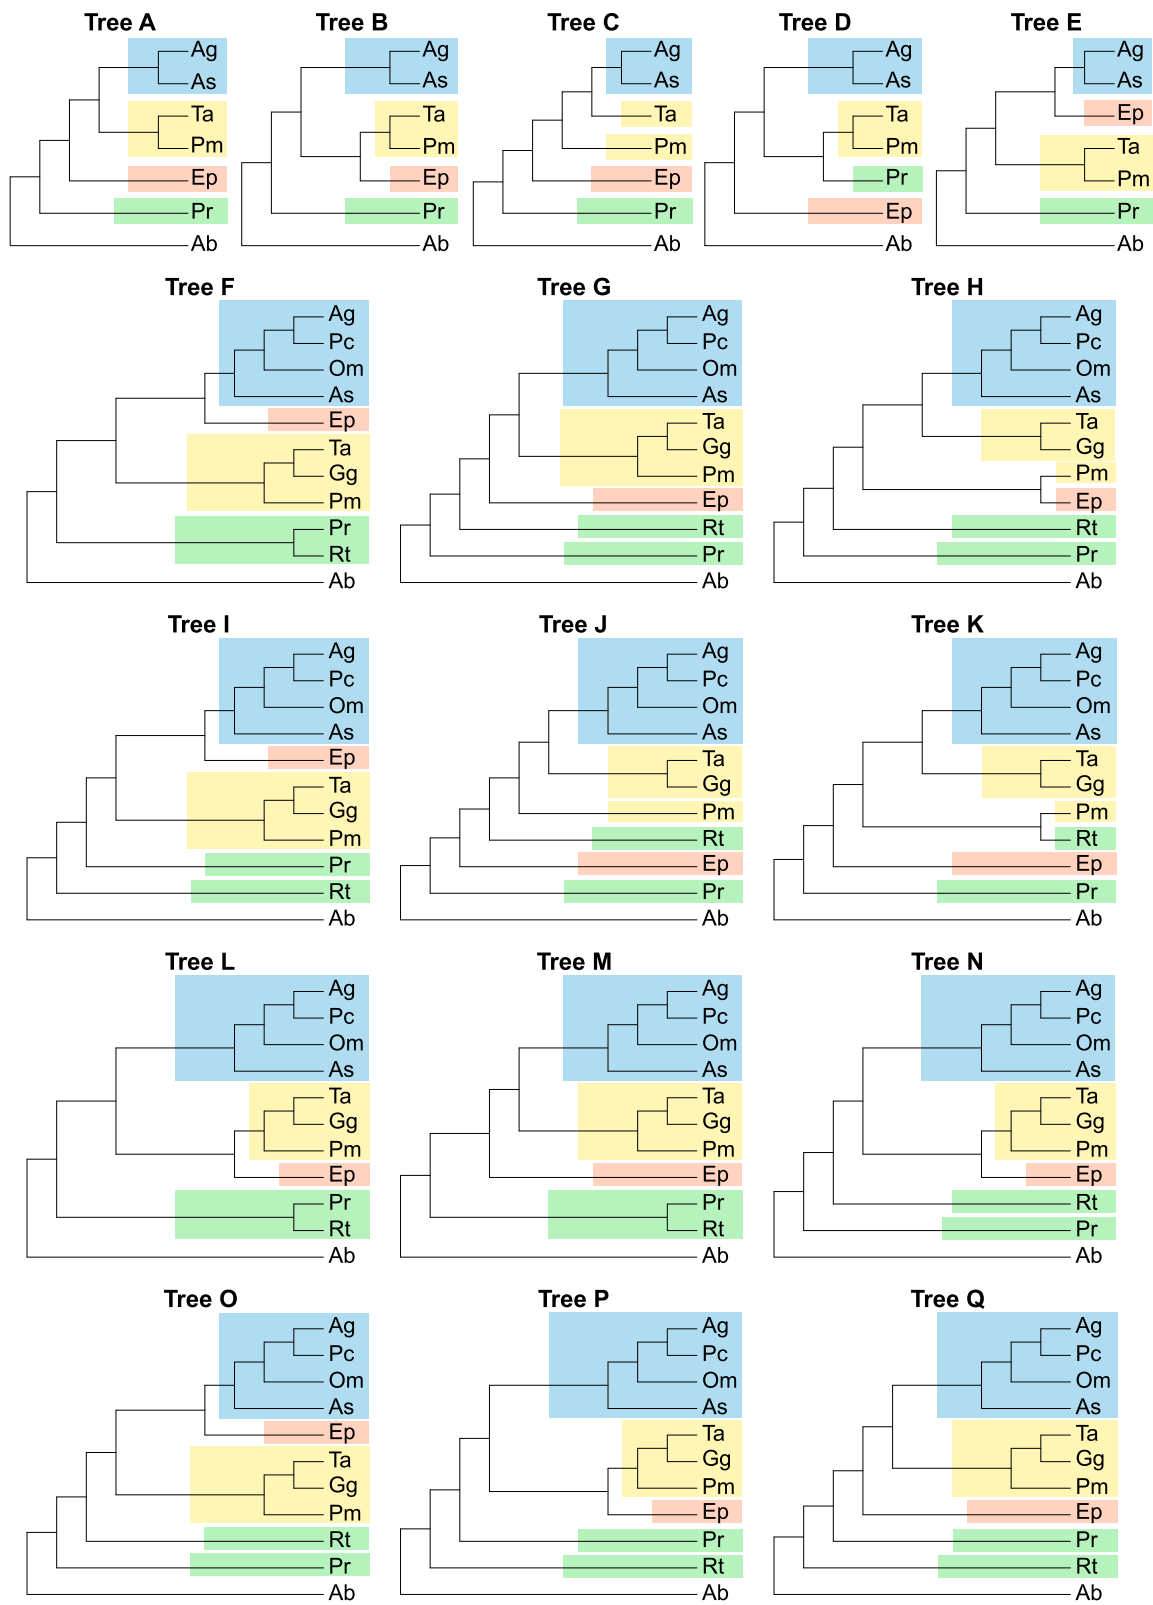 Tree A
Ag
As
Ta
Pm
Ep
Pr
Ab
Tree B
Ag
As
Ta
Pm
Ep
Pr
Ab
Tree C
Ag
As
Ta
Pm
Ep
Pr
Ab
Tree D
Ag
As
Ta
Pm
Pr
Ep
Ab
Tree E
Ag
As
Ep
Ta
Pm
Pr
Ab
Tree F
Ag
Pc
Om
As
Ep
Ta
Gg
Pm
Pr
Rt
Ab
Tree G
Ag
Pc
Om
As
Ta
Gg
Pm
Ep
Rt
Pr
Ab
Tree H
Ag
Pc
Om
As
Ta
Gg
Pm
Ep
Rt
Pr
Ab
Tree I
Ag
Pc
Om
As
Ep
Ta
Gg
Pm
Pr
Rt
Ab
Tree J
Ag
Pc
Om
As
Ta
Gg
Pm
Rt
Ep
Pr
Ab
Tree K
Ag
Pc
Om
As
Ta
Gg
Pm
Rt
Ep
Pr
Ab
Tree L
Ag
Pc
Om
As
Ta
Gg
Pm
Ep
Pr
Rt
Ab
Tree M
Ag
Pc
Om
As
Ta
Gg
Pm
Ep
Pr
Rt
Ab
Tree N
Ag
Pc
Om
As
Ta
Gg
Pm
Ep
Rt
Pr
Ab
Tree O
Ag
Pc
Om
As
Ep
Ta
Gg
Pm
Rt
Pr
Ab
Tree P
Ag
Pc
Om
As
Ta
Gg
Pm
Ep
Pr
Rt
Ab
Tree Q
Ag
Pc
Om
As
Ta
Gg
Pm
Ep
Pr
Rt
Ab